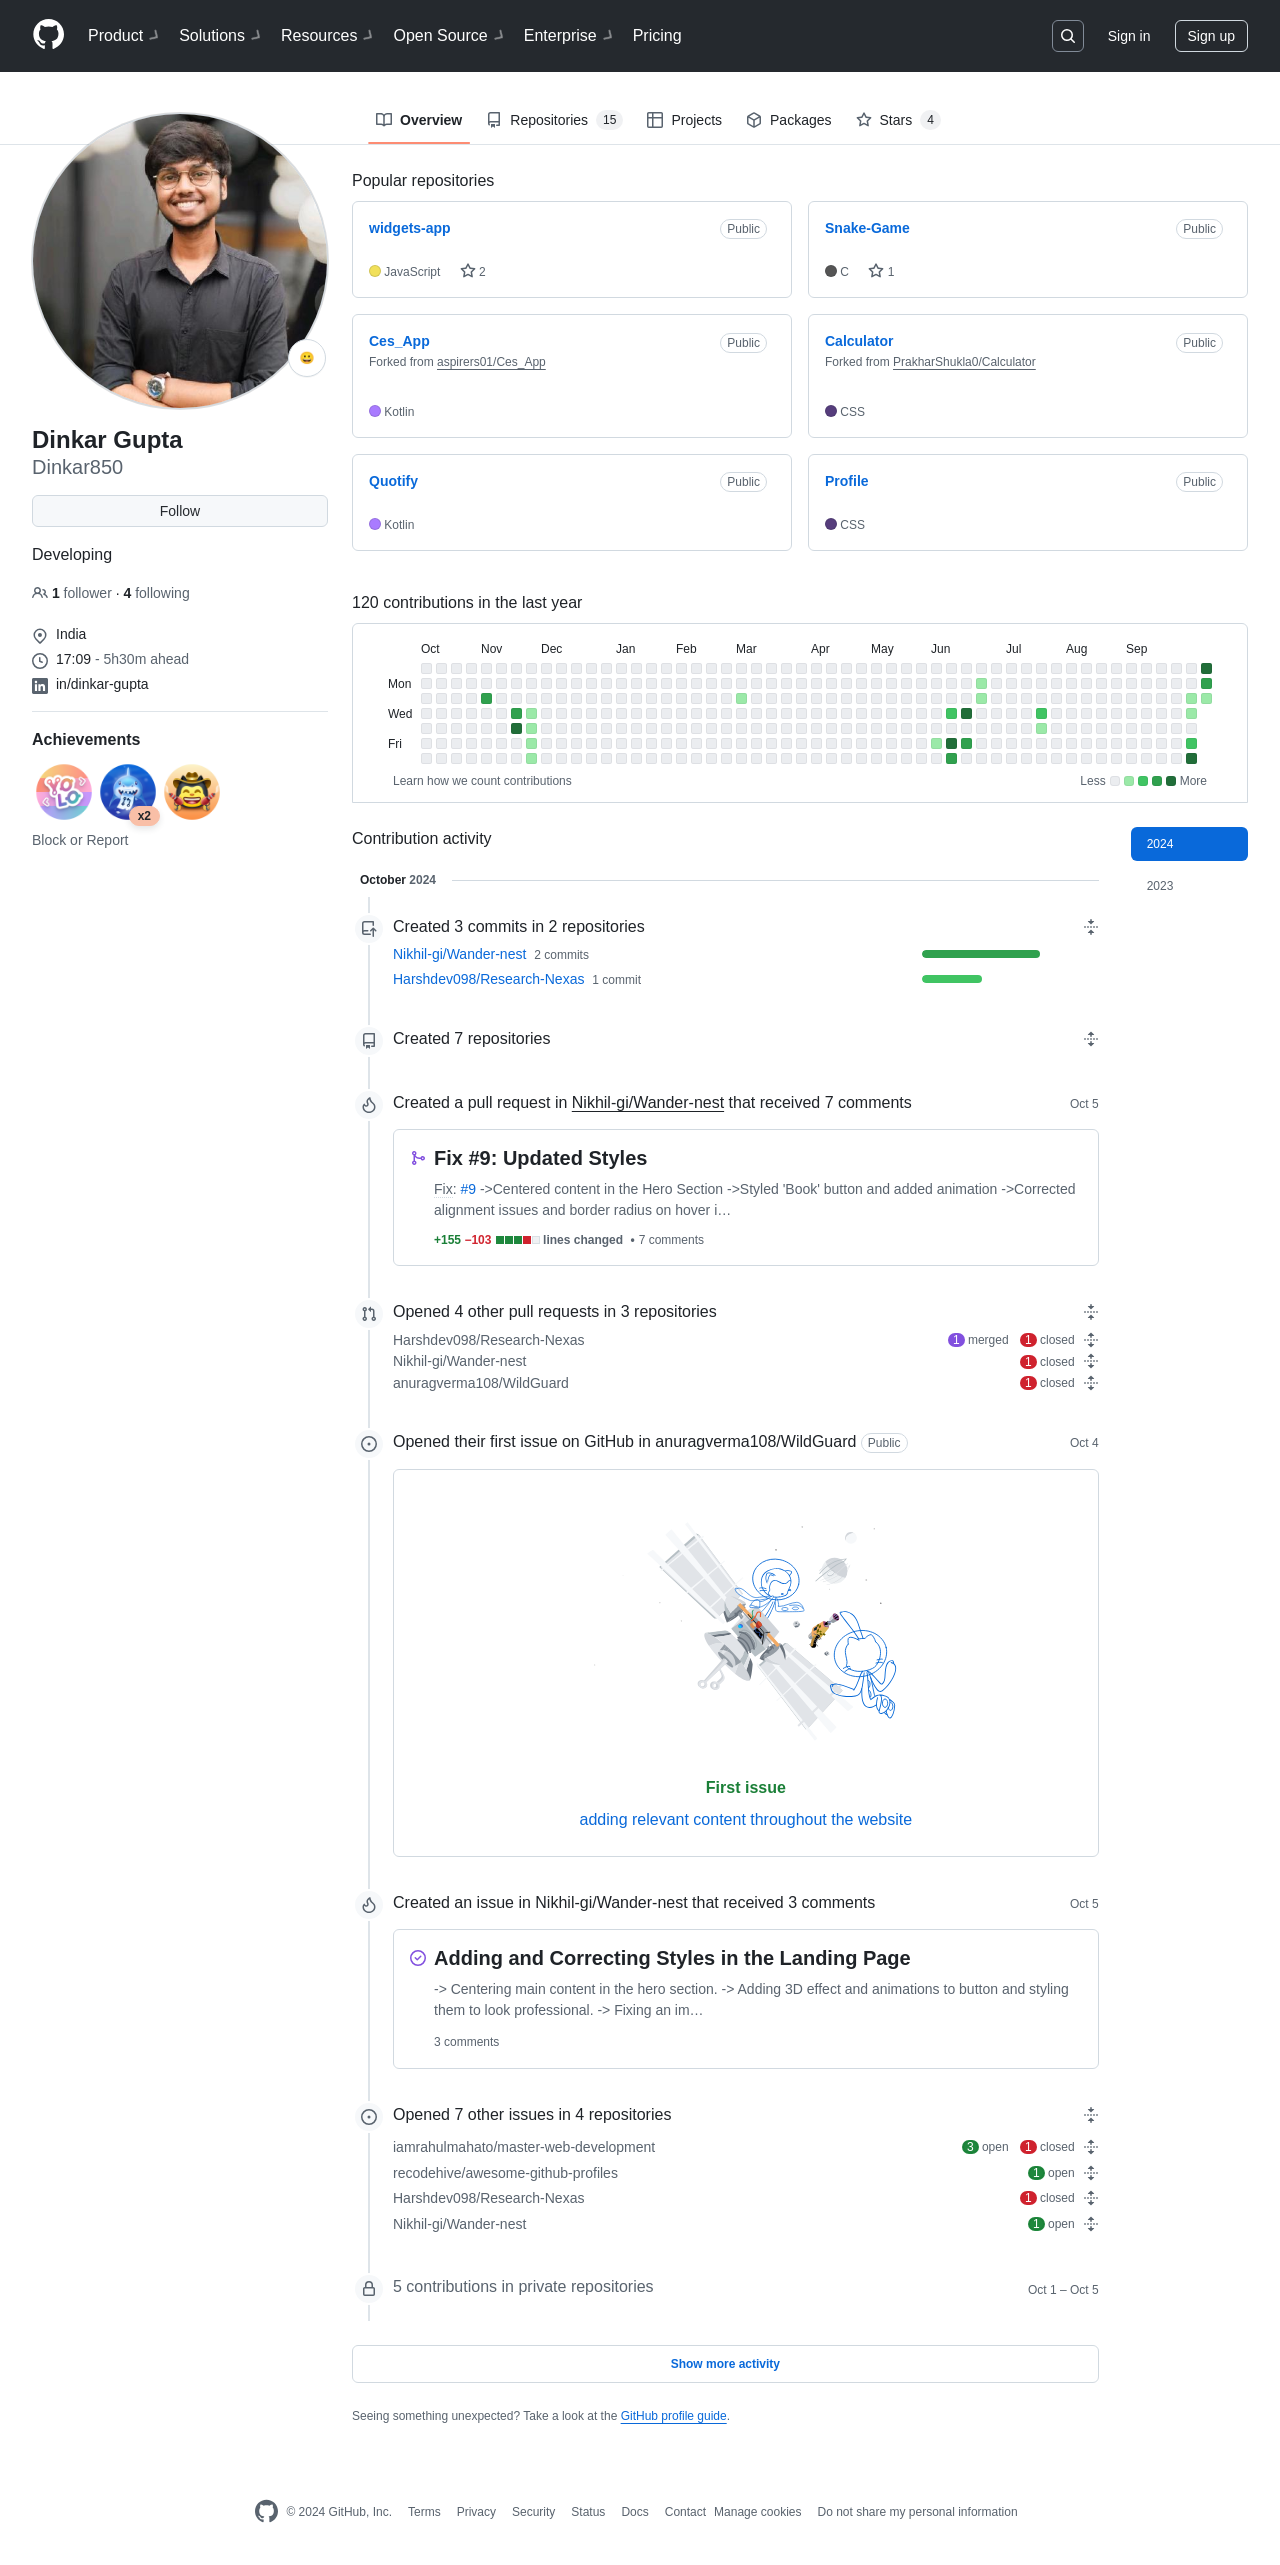 Product Solutions Resources Open Source Enterprise Pricing Sign in Sign up
Overview Repositories 15 Projects Packages Stars 4
Dinkar Gupta
Dinkar850
Follow
Developing
1 follower · 4 following
India
17:09 - 5h30m ahead
in/dinkar-gupta
Achievements
YOLO
x2
Block or Report
Popular repositories
widgets-app Public
JavaScript 2
Snake-Game Public
C 1
Ces_App Public
Forked from aspirers01/Ces_App
Kotlin
Calculator Public
Forked from PrakharShukla0/Calculator
CSS
Quotify Public
Kotlin
Profile Public
CSS
120 contributions in the last year
Oct Nov Dec Jan Feb Mar Apr May Jun Jul Aug Sep
Mon
Wed
Fri
Learn how we count contributions Less More
Contribution activity
2024
2023
October 2024
Created 3 commits in 2 repositories
Nikhil-gi/Wander-nest 2 commits
Harshdev098/Research-Nexas 1 commit
Created 7 repositories
Created a pull request in Nikhil-gi/Wander-nest that received 7 comments Oct 5
Fix #9: Updated Styles
Fix: #9 ->Centered content in the Hero Section ->Styled 'Book' button and added animation ->Corrected
alignment issues and border radius on hover i…
+155 −103 lines changed • 7 comments
Opened 4 other pull requests in 3 repositories
Harshdev098/Research-Nexas 1 merged 1 closed
Nikhil-gi/Wander-nest 1 closed
anuragverma108/WildGuard 1 closed
Opened their first issue on GitHub in anuragverma108/WildGuard Public Oct 4
First issue
adding relevant content throughout the website
Created an issue in Nikhil-gi/Wander-nest that received 3 comments Oct 5
Adding and Correcting Styles in the Landing Page
-> Centering main content in the hero section. -> Adding 3D effect and animations to button and styling
them to look professional. -> Fixing an im…
3 comments
Opened 7 other issues in 4 repositories
iamrahulmahato/master-web-development 3 open 1 closed
recodehive/awesome-github-profiles 1 open
Harshdev098/Research-Nexas 1 closed
Nikhil-gi/Wander-nest 1 open
5 contributions in private repositories Oct 1 – Oct 5
Show more activity
Seeing something unexpected? Take a look at the GitHub profile guide.
© 2024 GitHub, Inc. Terms Privacy Security Status Docs Contact Manage cookies Do not share my personal information